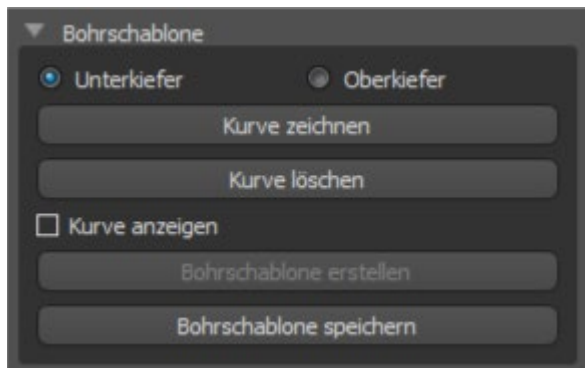 Bohrschablone
Unterkiefer Oberkiefer
Kurve zeichnen
Kurve löschen
Kurve anzeigen
Bohrschablone erstellen
Bohrschablone speichern